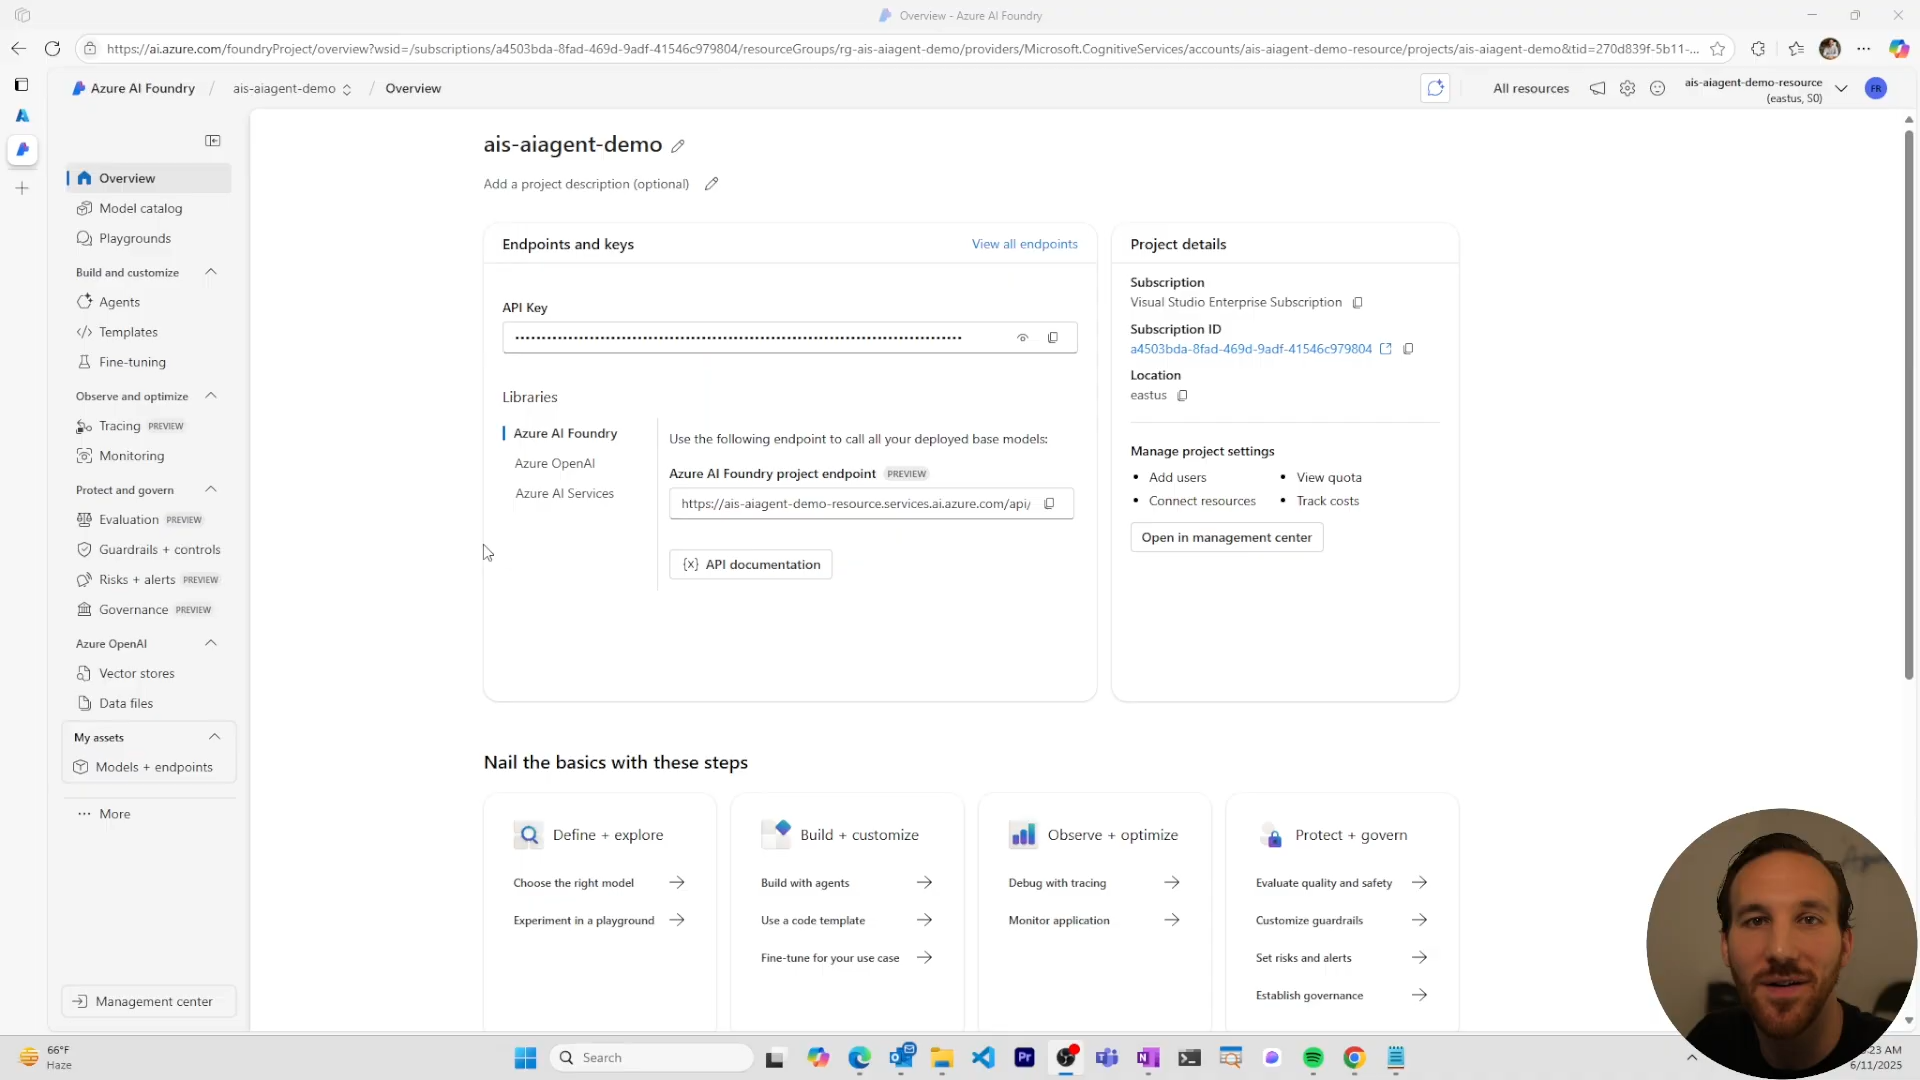 Overview - Azure AI Foundry
https://ai.azure.com/foundryProject/overview?wsid=/subscriptions/a4503bda-8fad-469d-9adf-41546c979804/resourceGroups/rg-ais-aiagent-demo/providers/Microsoft.CognitiveServices/accounts/ais-aiagent-demo-resource/projects/ais-aiagent-demo&tid=270d839f-5b11-...
Azure AI Foundry / ais-aiagent-demo / Overview
All resources
ais-aiagent-demo-resource
(eastus, S0)
FR
Overview
Model catalog
Playgrounds
Build and customize
Agents
Templates
Fine-tuning
Observe and optimize
Tracing PREVIEW
Monitoring
Protect and govern
Evaluation PREVIEW
Guardrails + controls
Risks + alerts PREVIEW
Governance PREVIEW
Azure OpenAI
Vector stores
Data files
My assets
Models + endpoints
More
Management center
ais-aiagent-demo
Add a project description (optional)
Endpoints and keys
View all endpoints
API Key
Libraries
Azure AI Foundry
Azure OpenAI
Azure AI Services
Use the following endpoint to call all your deployed base models:
Azure AI Foundry project endpoint PREVIEW
https://ais-aiagent-demo-resource.services.ai.azure.com/api/
{x} API documentation
Project details
Subscription
Visual Studio Enterprise Subscription
Subscription ID
a4503bda-8fad-469d-9adf-41546c979804
Location
eastus
Manage project settings
• Add users
• View quota
• Connect resources
• Track costs
Open in management center
Nail the basics with these steps
Define + explore
Choose the right model
Experiment in a playground
Build + customize
Build with agents
Use a code template
Fine-tune for your use case
Observe + optimize
Debug with tracing
Monitor application
Protect + govern
Evaluate quality and safety
Customize guardrails
Set risks and alerts
Establish governance
66°F
Haze
Search
Pr
:23 AM
6/11/2025